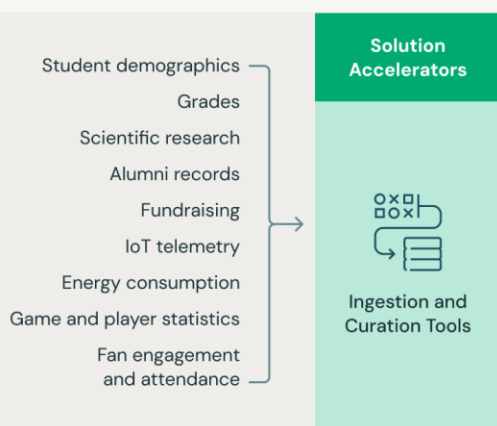 Student demographics
Grades
Scientific research
Alumni records
Fundraising
IoT telemetry
Energy consumption
Game and player statistics
Fan engagement
and attendance
Solution
Accelerators
Ingestion and
Curation Tools